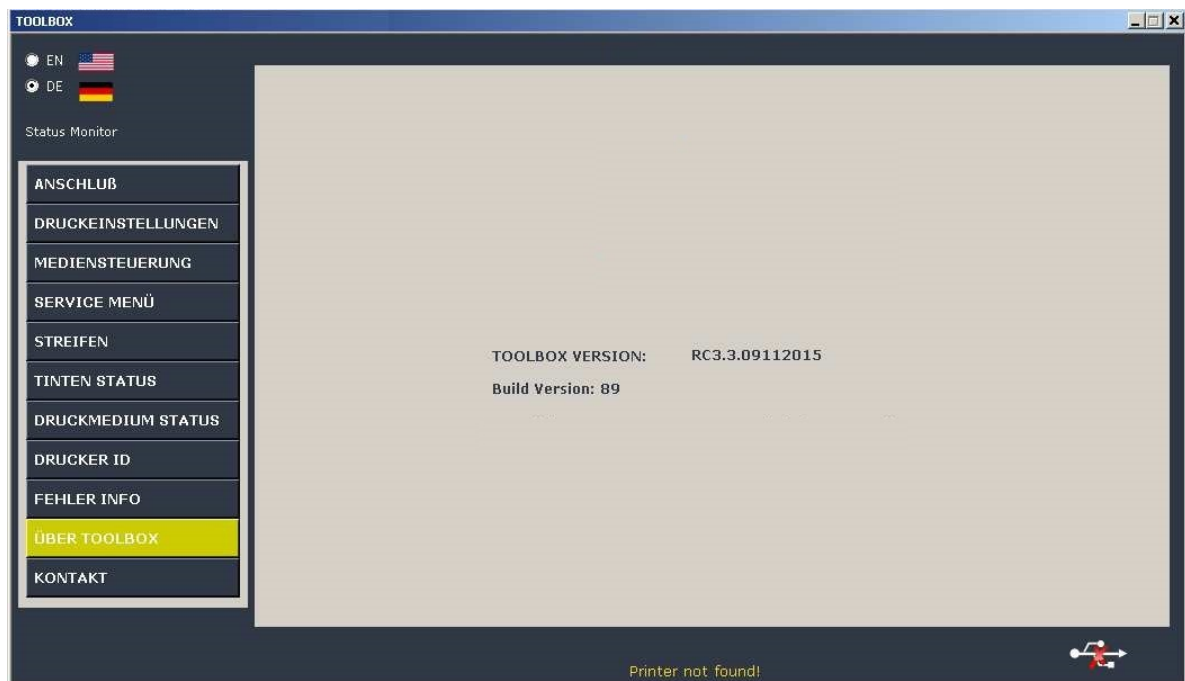 TOOLBOX
EN
DE
Status Monitor
ANSCHLUß
DRUCKEINSTELLUNGEN
MEDIENSTEUERUNG
SERVICE MENÜ
STREIFEN
TINTEN STATUS
DRUCKMEDIUM STATUS
DRUCKER ID
FEHLER INFO
ÜBER TOOLBOX
KONTAKT
TOOLBOX VERSION: RC3.3.09112015
Build Version: 89
Printer not found!